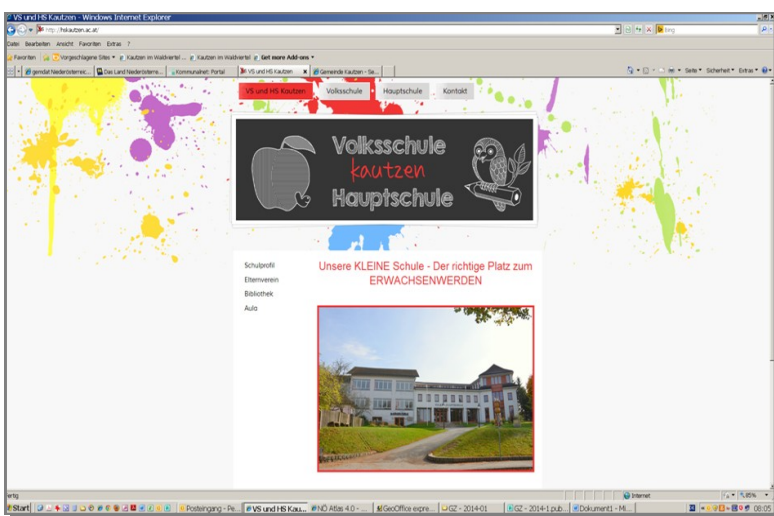 VS und HS Kautzen - Windows Internet Explorer
http://hskautzen.ac.at/
Bing
Datei Bearbeiten Ansicht Favoriten Extras ?
Favoriten Vorgeschlagene Sites Kautzen im Waldviertel ... Kautzen im Waldviertel Get more Add-ons
gemdat Niederösterreic... Das Land Niederösterre... Kommunalnet: Portal VS und HS Kautzen Gemeinde Kautzen - Se...
Seite Sicherheit Extras
VS und HS Kautzen Volksschule Hauptschule Kontakt
Volksschule
kautzen
Hauptschule
Schulprofil
Elternverein
Bibliothek
Aula
Unsere KLEINE Schule - Der richtige Platz zum
ERWACHSENWERDEN
Fertig
Internet
85%
Start Posteingang - Pe... VS und HS Kau... NÖ Atlas 4.0 - ... GeoOffice expre... GZ - 2014-01 GZ - 2014-1.pub... Dokument1 - Mi...
08:05